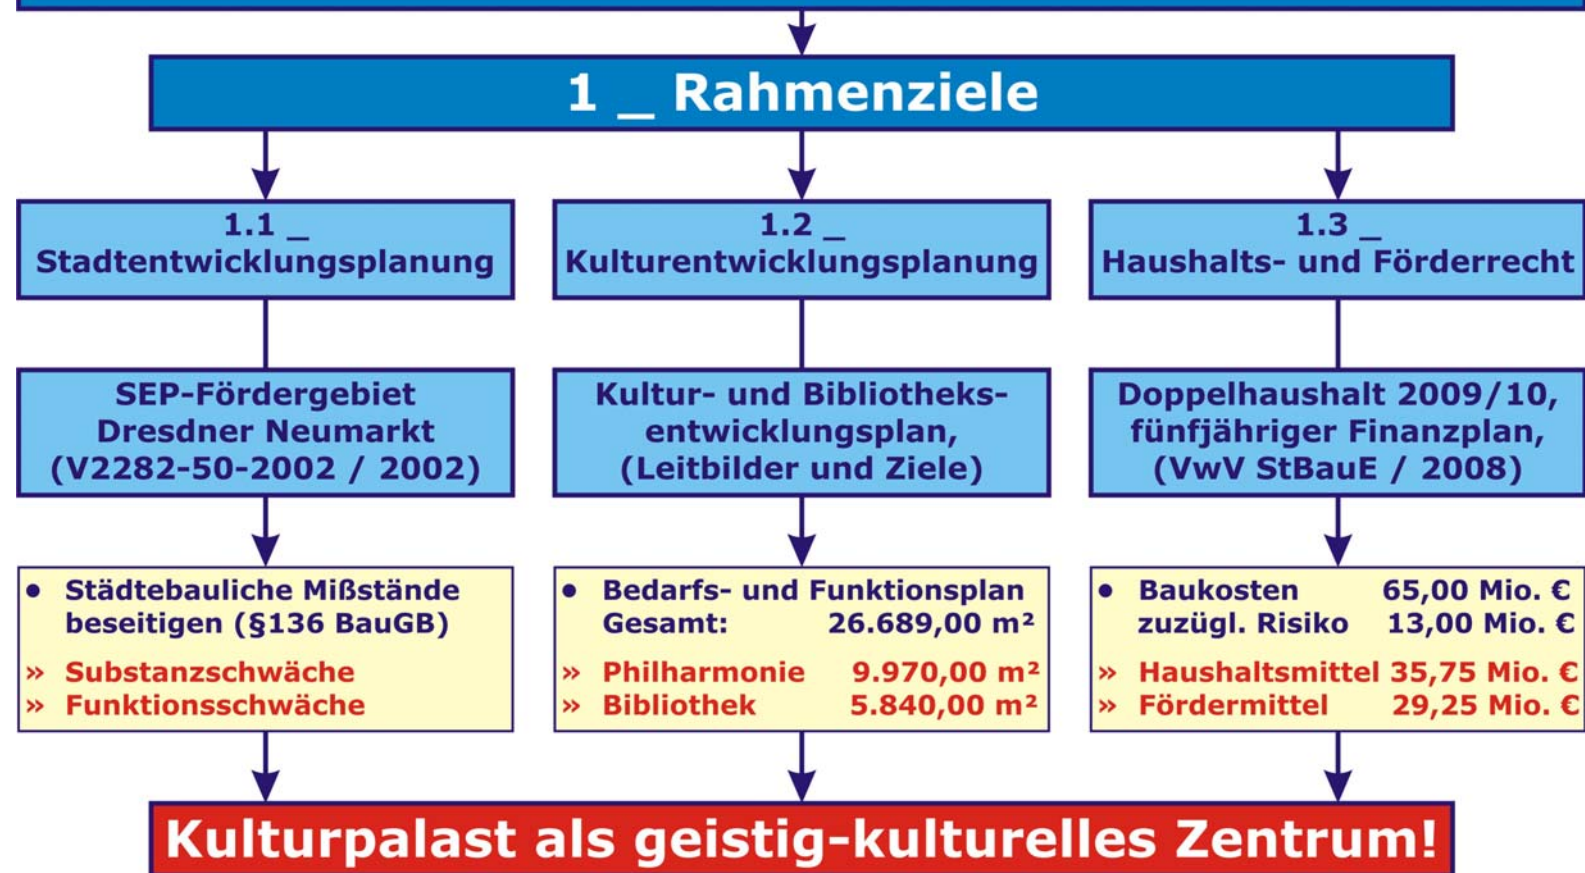 1 _ Rahmenziele
1.1 _
Stadtentwicklungsplanung
SEP-Fördergebiet
Dresdner Neumarkt
(V2282-50-2002 / 2002)
• Städtebauliche Mißstände
beseitigen (§136 BauGB)
» Substanzschwäche
» Funktionsschwäche
1.2 _
Kulturentwicklungsplanung
Kultur- und Bibliotheks-
entwicklungsplan,
(Leitbilder und Ziele)
• Bedarfs- und Funktionsplan
Gesamt: 26.689,00 m²
» Philharmonie 9.970,00 m²
» Bibliothek 5.840,00 m²
1.3 _
Haushalts- und Förderrecht
Doppelhaushalt 2009/10,
fünfjähriger Finanzplan,
(VwV StBauE / 2008)
• Baukosten 65,00 Mio. €
zuzügl. Risiko 13,00 Mio. €
» Haushaltsmittel 35,75 Mio. €
» Fördermittel 29,25 Mio. €
Kulturpalast als geistig-kulturelles Zentrum!